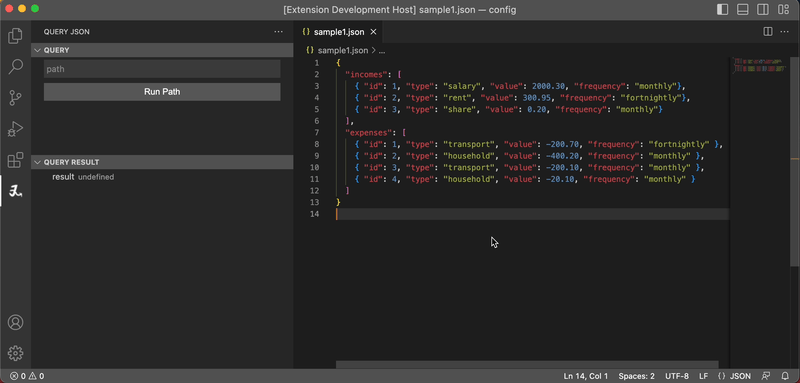 [Extension Development Host] sample1.json — config
QUERY JSON
···
QUERY
path
Run Path
QUERY RESULT
result undefined
{} sample1.json
{} sample1.json > ...
1 {
2 "incomes": [
3 { "id": 1, "type": "salary", "value": 2000.30, "frequency": "monthly"},
4 { "id": 2, "type": "rent", "value": 300.95, "frequency": "fortnightly"},
5 { "id": 3, "type": "share", "value": 0.20, "frequency": "monthly"}
6 ],
7 "expenses": [
8 { "id": 1, "type": "transport", "value": -200.70, "frequency": "fortnightly" },
9 { "id": 2, "type": "household", "value": -400.20, "frequency": "monthly" },
10 { "id": 3, "type": "transport", "value": -200.10, "frequency": "monthly" },
11 { "id": 4, "type": "household", "value": -20.10, "frequency": "monthly" }
12 ]
13 }
14
0 0 Ln 14, Col 1 Spaces: 2 UTF-8 LF {} JSON